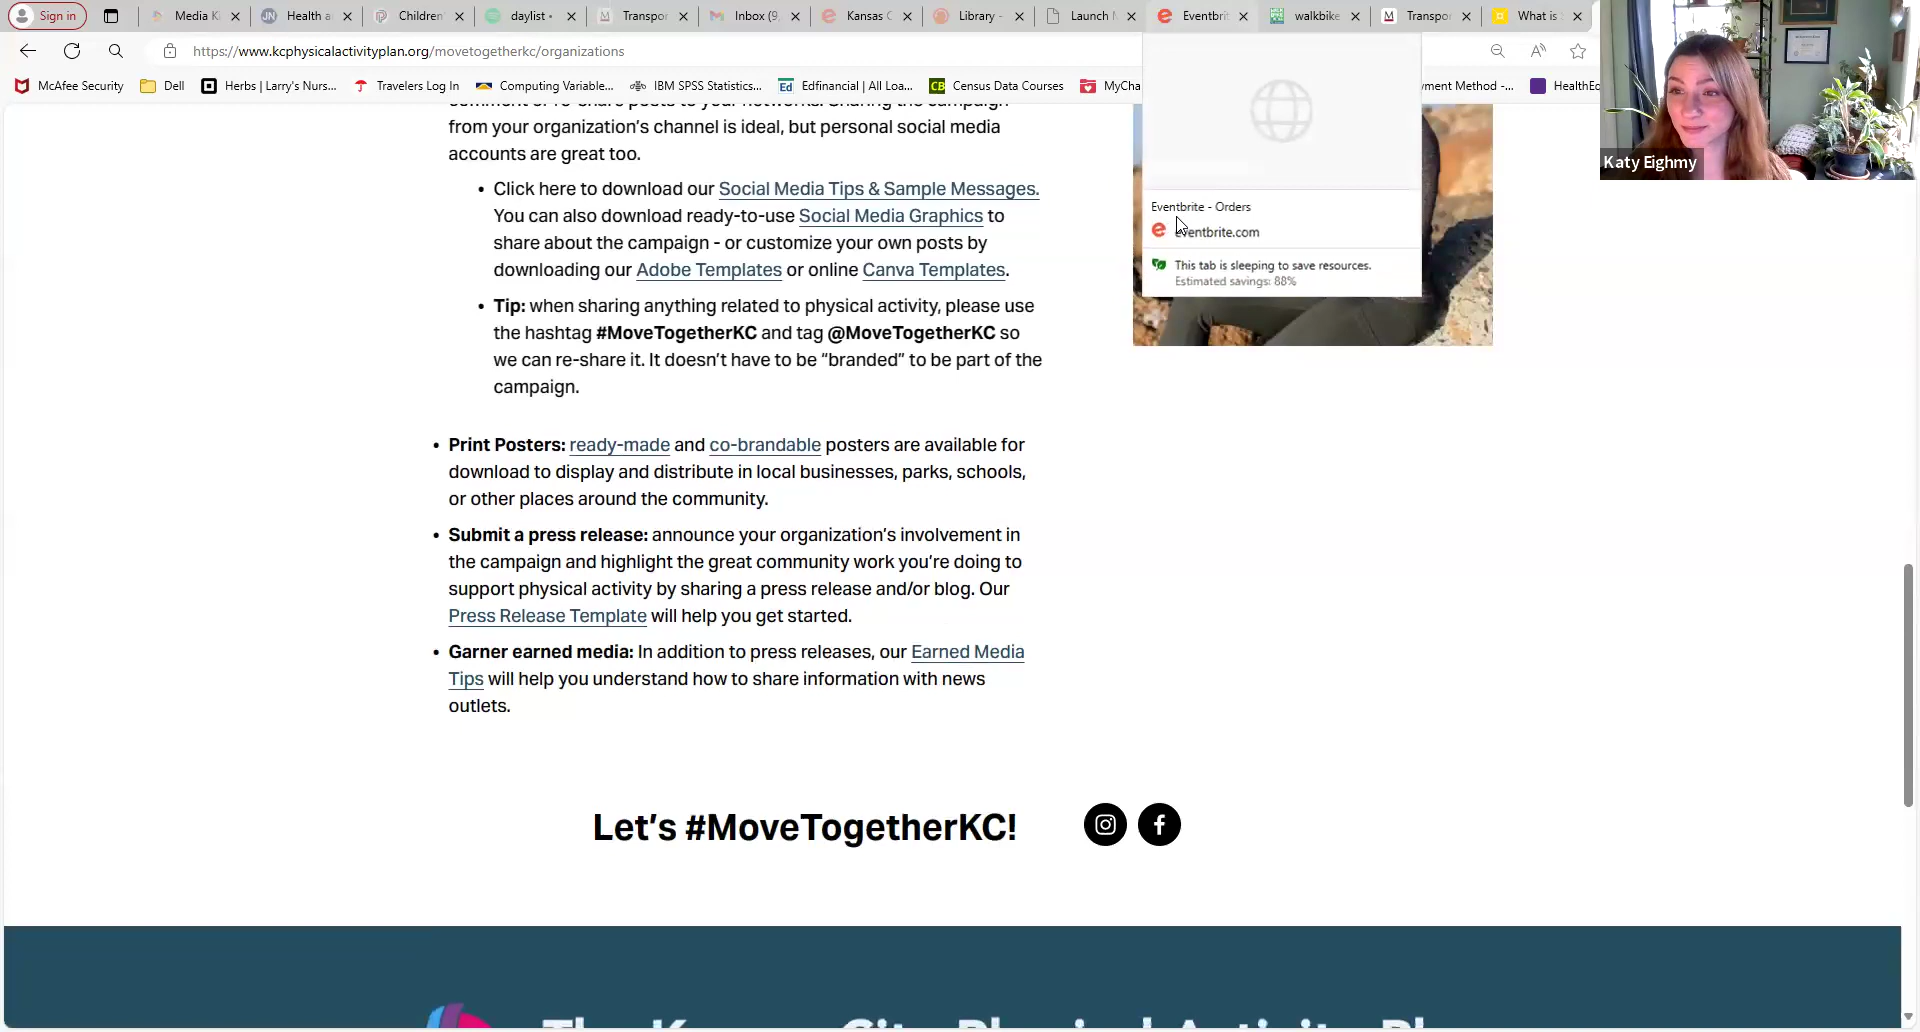 Sign in
Media K
Health a
Children'
daylist •
Transpor
Inbox (9,
Kansas C
Library -
Launch M
Eventbrit
walkbike
Transpor
What is
https://www.kcphysicalactivityplan.org/movetogetherkc/organizations
McAfee Security
Dell
Herbs | Larry's Nurs...
Travelers Log In
Computing Variable...
IBM SPSS Statistics...
Edfinancial | All Loa...
Census Data Courses
MyCha
yment Method -...
HealthEq
Katy Eighmy
from your organization's channel is ideal, but personal social media
accounts are great too.
• Click here to download our Social Media Tips & Sample Messages.
You can also download ready-to-use Social Media Graphics to
share about the campaign - or customize your own posts by
downloading our Adobe Templates or online Canva Templates.
• Tip: when sharing anything related to physical activity, please use
the hashtag #MoveTogetherKC and tag @MoveTogetherKC so
we can re-share it. It doesn't have to be “branded” to be part of the
campaign.
• Print Posters: ready-made and co-brandable posters are available for
download to display and distribute in local businesses, parks, schools,
or other places around the community.
• Submit a press release: announce your organization's involvement in
the campaign and highlight the great community work you're doing to
support physical activity by sharing a press release and/or blog. Our
Press Release Template will help you get started.
• Garner earned media: In addition to press releases, our Earned Media
Tips will help you understand how to share information with news
outlets.
Eventbrite - Orders
eventbrite.com
This tab is sleeping to save resources.
Estimated savings: 88%
Let's #MoveTogetherKC!